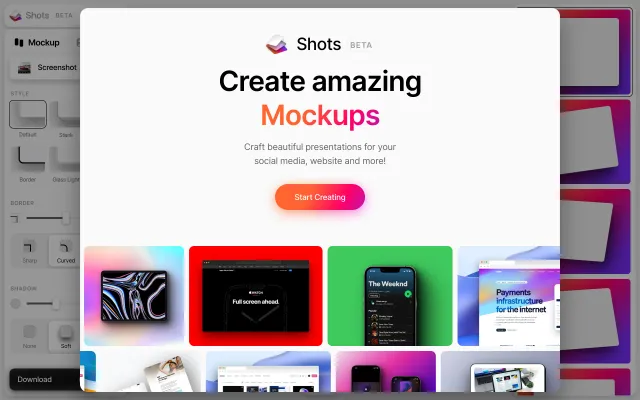 Shots BETA
Mockup
Screenshot
STYLE
Default
Border
Glass Light
BORDER
Sharp
Curved
SHADOW
None
Soft
Download
Shots BETA
Create amazing
Mockups
Craft beautiful presentations for your
social media, website and more!
Start Creating
WATCH
Full screen ahead.
The Weeknd
Popular
Payments
infrastructure
for the internet